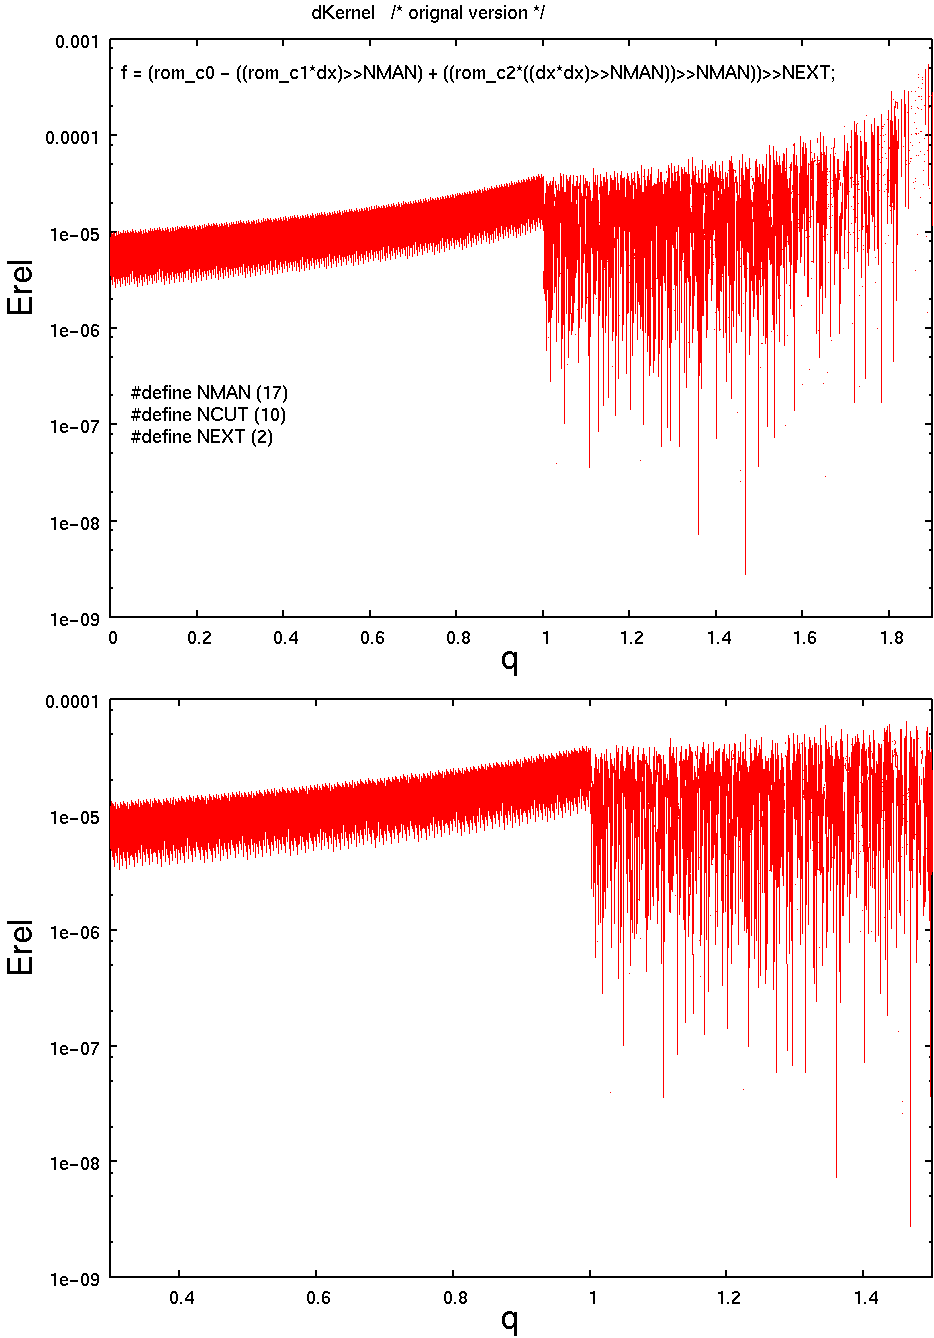 dKernel /* orignal version */
0.001
f = (rom_c0 − ((rom_c1*dx)>>NMAN) + ((rom_c2*((dx*dx)>>NMAN))>>NMAN))>>NEXT;
0.0001
1e−05
Erel
1e−06
#define NMAN (17)
#define NCUT (10)
1e−07
#define NEXT (2)
1e−08
1e−09
0 0.2 0.4 0.6 0.8 1 1.2 1.4 1.6 1.8
q
0.0001
1e−05
1e−06
Erel
1e−07
1e−08
1e−09
0.4 0.6 0.8 1 1.2 1.4
q